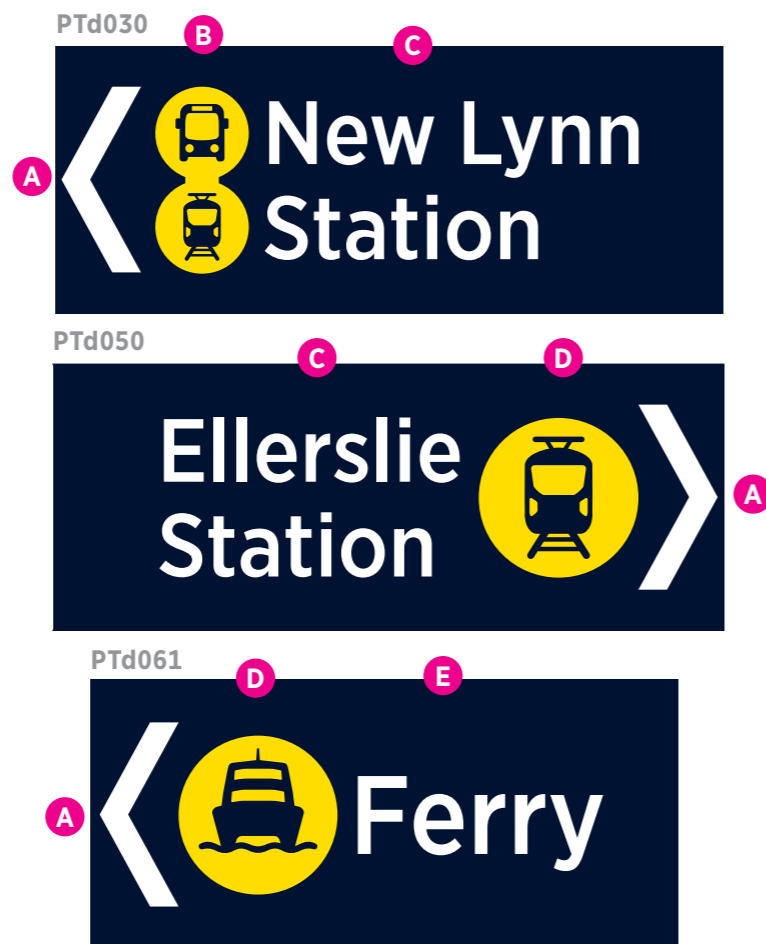 PTd030
B
C
A
New Lynn
Station
PTd050
C
D
Ellerslie
Station
A
PTd061
D
E
A
Ferry